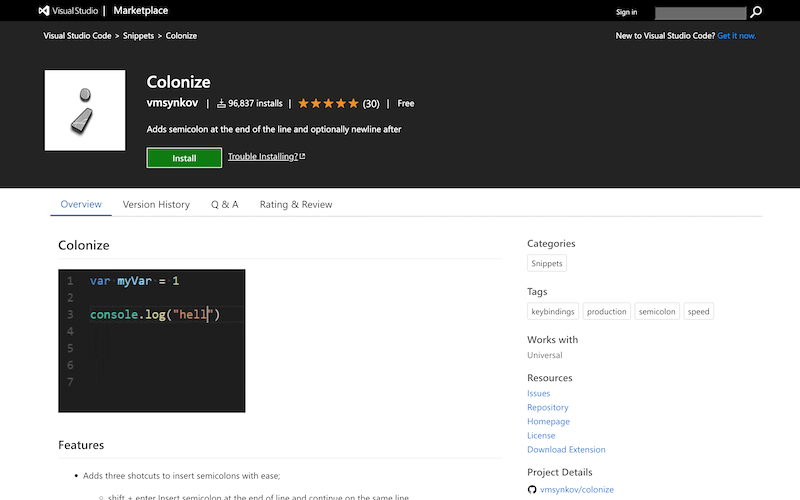 Visual Studio | Marketplace
Sign in
Visual Studio Code > Snippets > Colonize
New to Visual Studio Code? Get it now.
Colonize
vmsynkov | 96,837 installs | (30) | Free
Adds semicolon at the end of the line and optionally newline after
Install
Trouble Installing?
Overview
Version History
Q & A
Rating & Review
Colonize
1 var myVar = 1
2
3 console.log("hell")
4
5
6
7
Features
Adds three shotcuts to insert semicolons with ease;
shift + enter Insert semicolon at the end of line and continue on the same line
Categories
Snippets
Tags
keybindings
production
semicolon
speed
Works with
Universal
Resources
Issues
Repository
Homepage
License
Download Extension
Project Details
vmsynkov/colonize